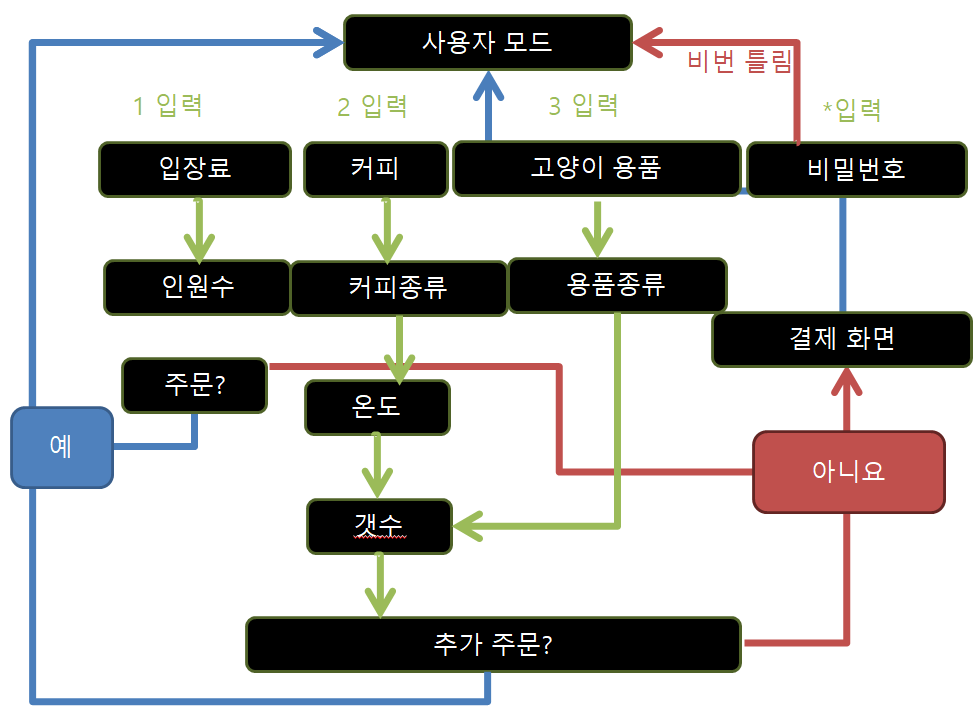 사용자 모드
비번 틀림
1 입력
2 입력
3 입력
*입력
입장료
커피
고양이 용품
비밀번호
인원수
커피종류
용품종류
결제 화면
주문?
온도
예
아니요
갯수
추가 주문?